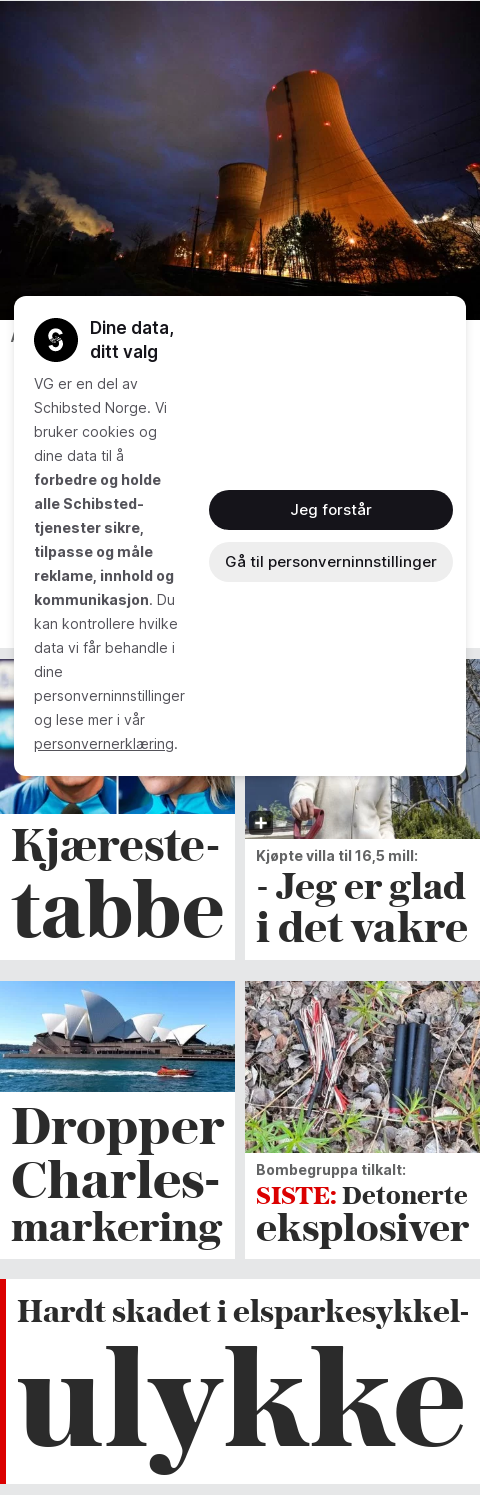 Dine data,
ditt valg
VG er en del av
Schibsted Norge. Vi
bruker cookies og
dine data til å
forbedre og holde
alle Schibsted-
tjenester sikre,
tilpasse og måle
reklame, innhold og
kommunikasjon. Du
kan kontrollere hvilke
data vi får behandle i
dine
personverninnstillinger
og lese mer i vår
personvernerklæring.
Jeg forstår
Gå til personverninnstillinger
Kjæreste-
tabbe
Kjøpte villa til 16,5 mill:
- Jeg er glad
i det vakre
Dropper
Charles-
markering
Bombegruppa tilkalt:
SISTE: Detonerte
eksplosiver
Hardt skadet i elsparkesykkel-
ulykke